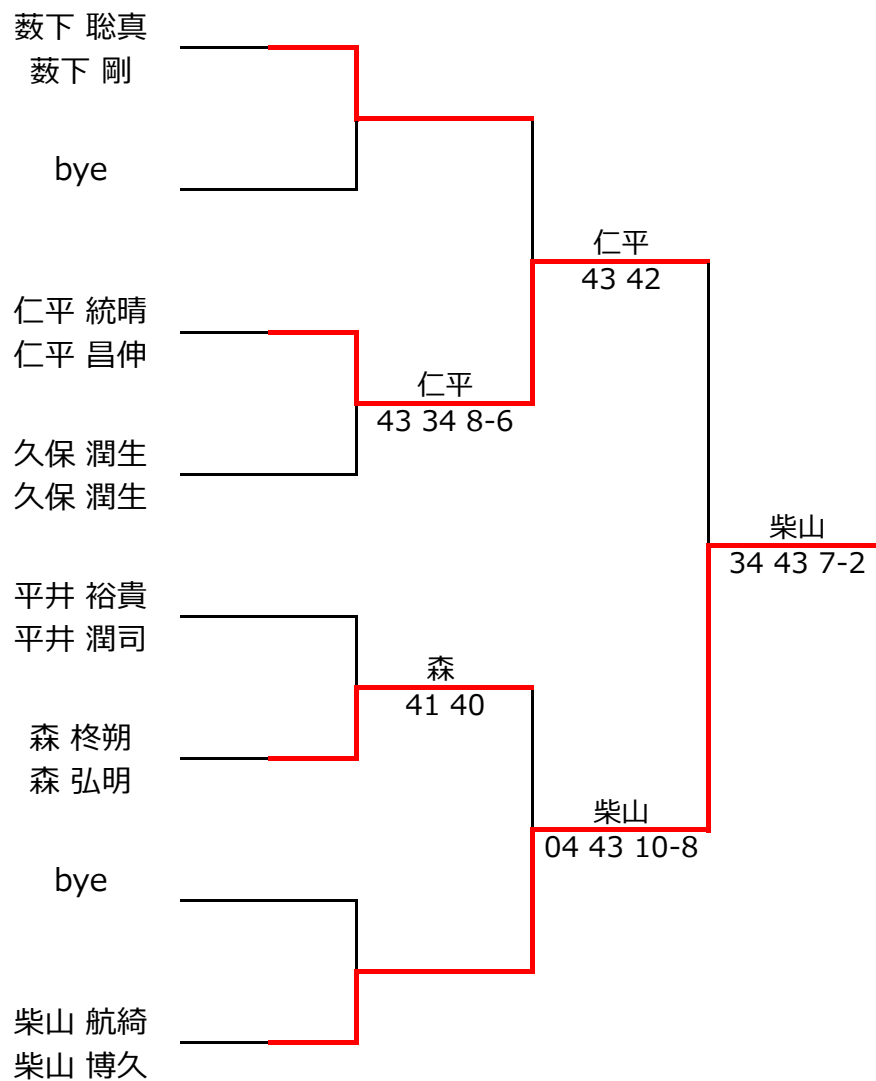 薮下 聡真
薮下 剛
bye
仁平
43 42
仁平 統晴
仁平 昌伸
仁平
43 34 8-6
久保 潤生
久保 潤生
柴山
34 43 7-2
平井 裕貴
平井 潤司
森
41 40
森 柊朔
森 弘明
柴山
04 43 10-8
bye
柴山 航綺
柴山 博久